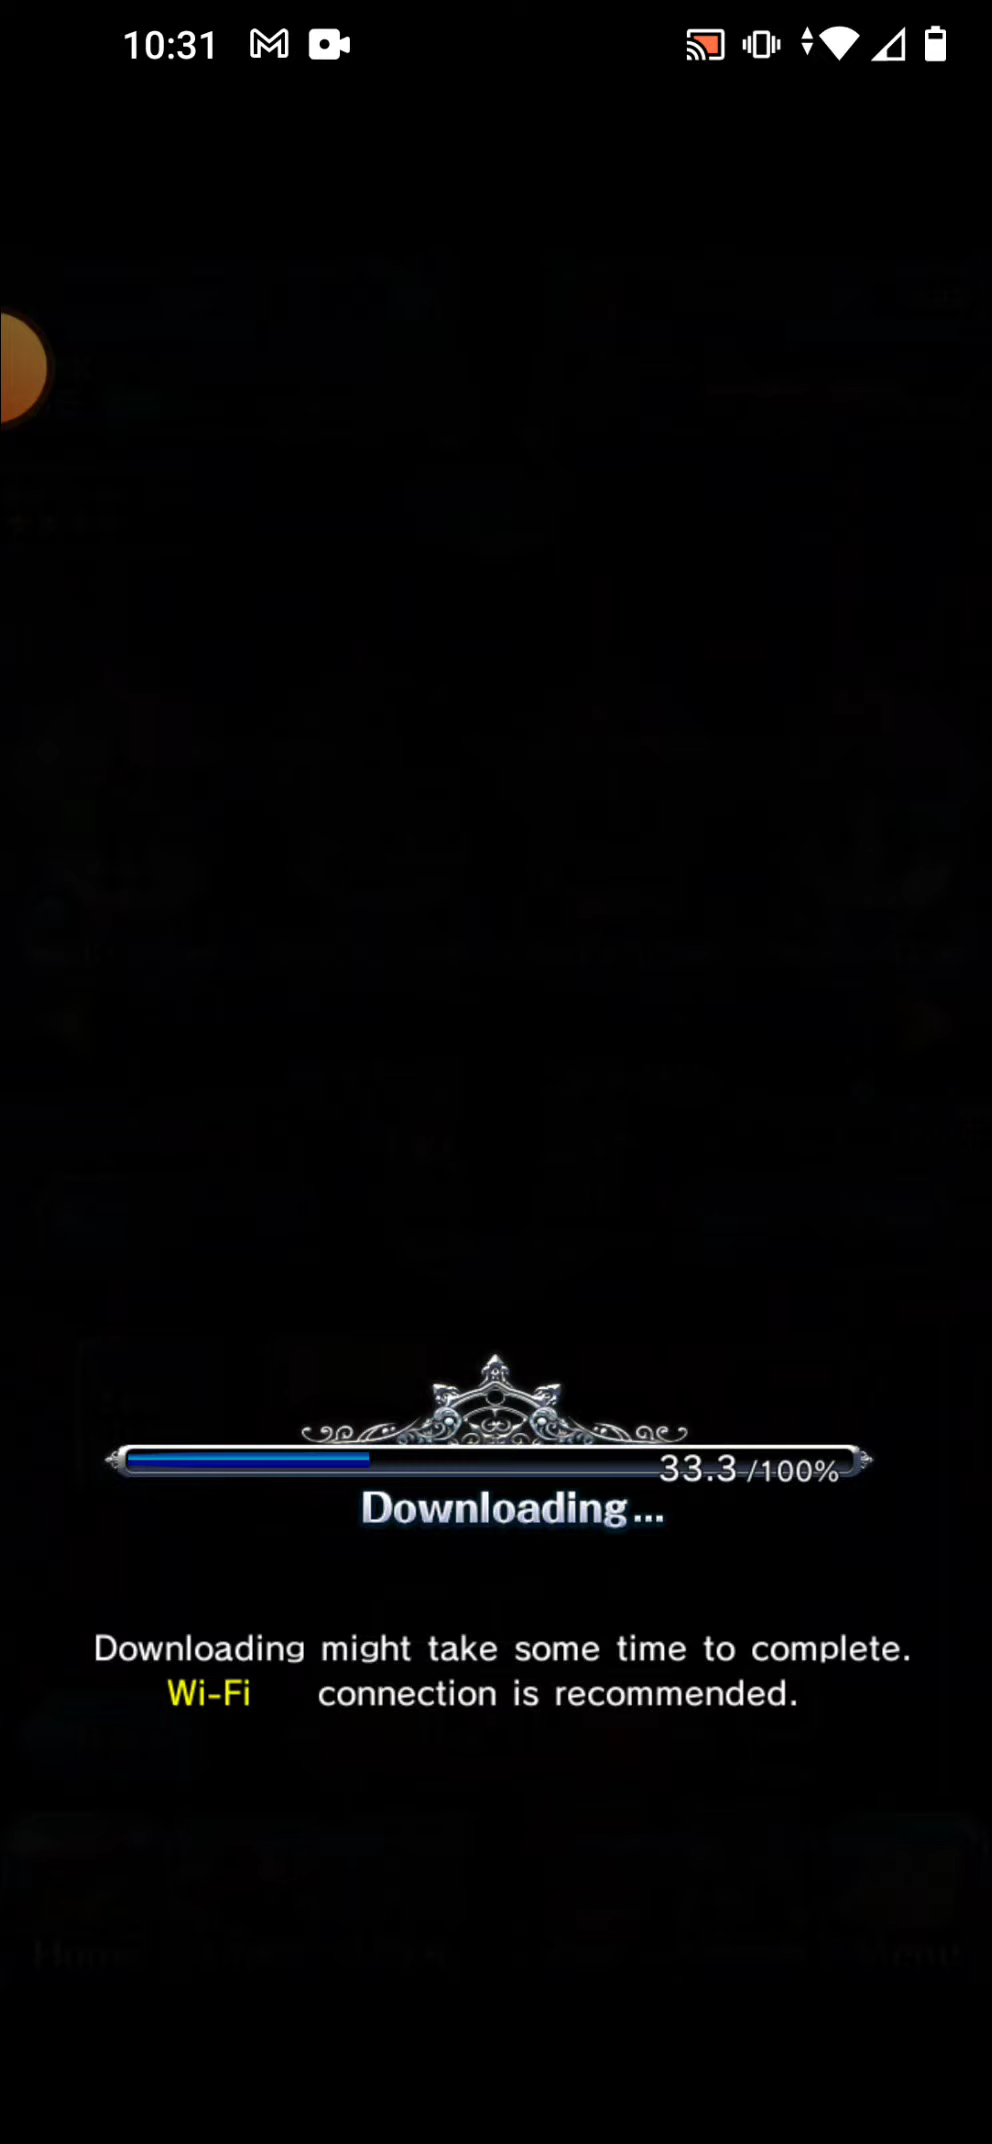 10:31
33.3 /100%
Downloading...
Downloading might take some time to complete.
Wi-Fi connection is recommended.